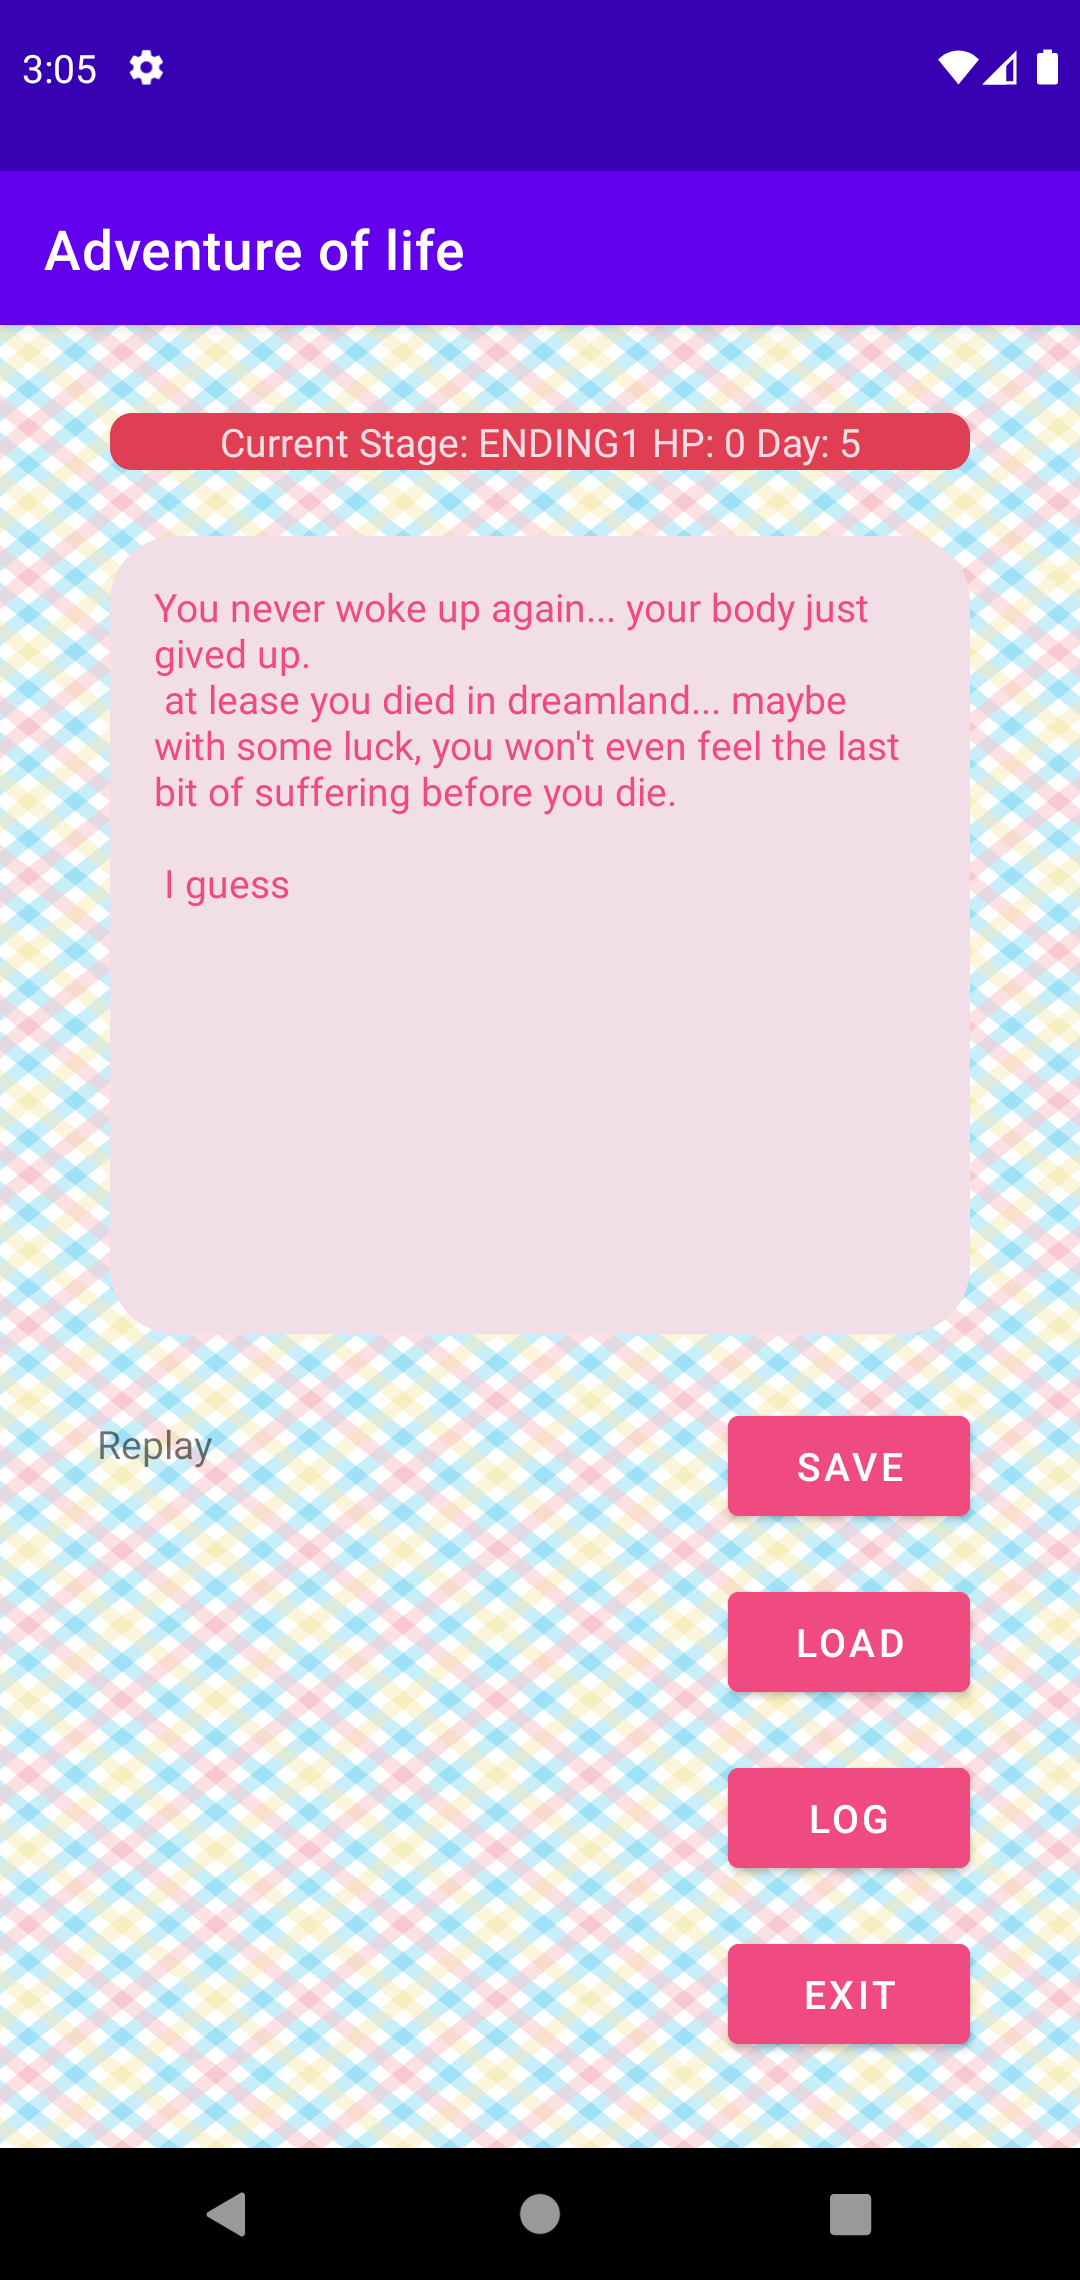 3:05
Adventure of life
Current Stage: ENDING1 HP: 0 Day: 5
You never woke up again... your body just
gived up.
at lease you died in dreamland... maybe
with some luck, you won't even feel the last
bit of suffering before you die.
I guess
Replay
SAVE
LOAD
LOG
EXIT